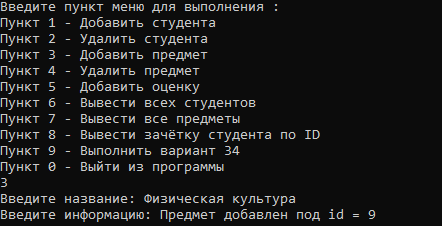 Введите пункт меню для выполнения :
Пункт 1 - Добавить студента
Пункт 2 - Удалить студента
Пункт 3 - Добавить предмет
Пункт 4 - Удалить предмет
Пункт 5 - Добавить оценку
Пункт 6 - Вывести всех студентов
Пункт 7 - Вывести все предметы
Пункт 8 - Вывести зачётку студента по ID
Пункт 9 - Выполнить вариант 34
Пункт 0 - Выйти из программы
3
Введите название: Физическая культура
Введите информацию: Предмет добавлен под id = 9